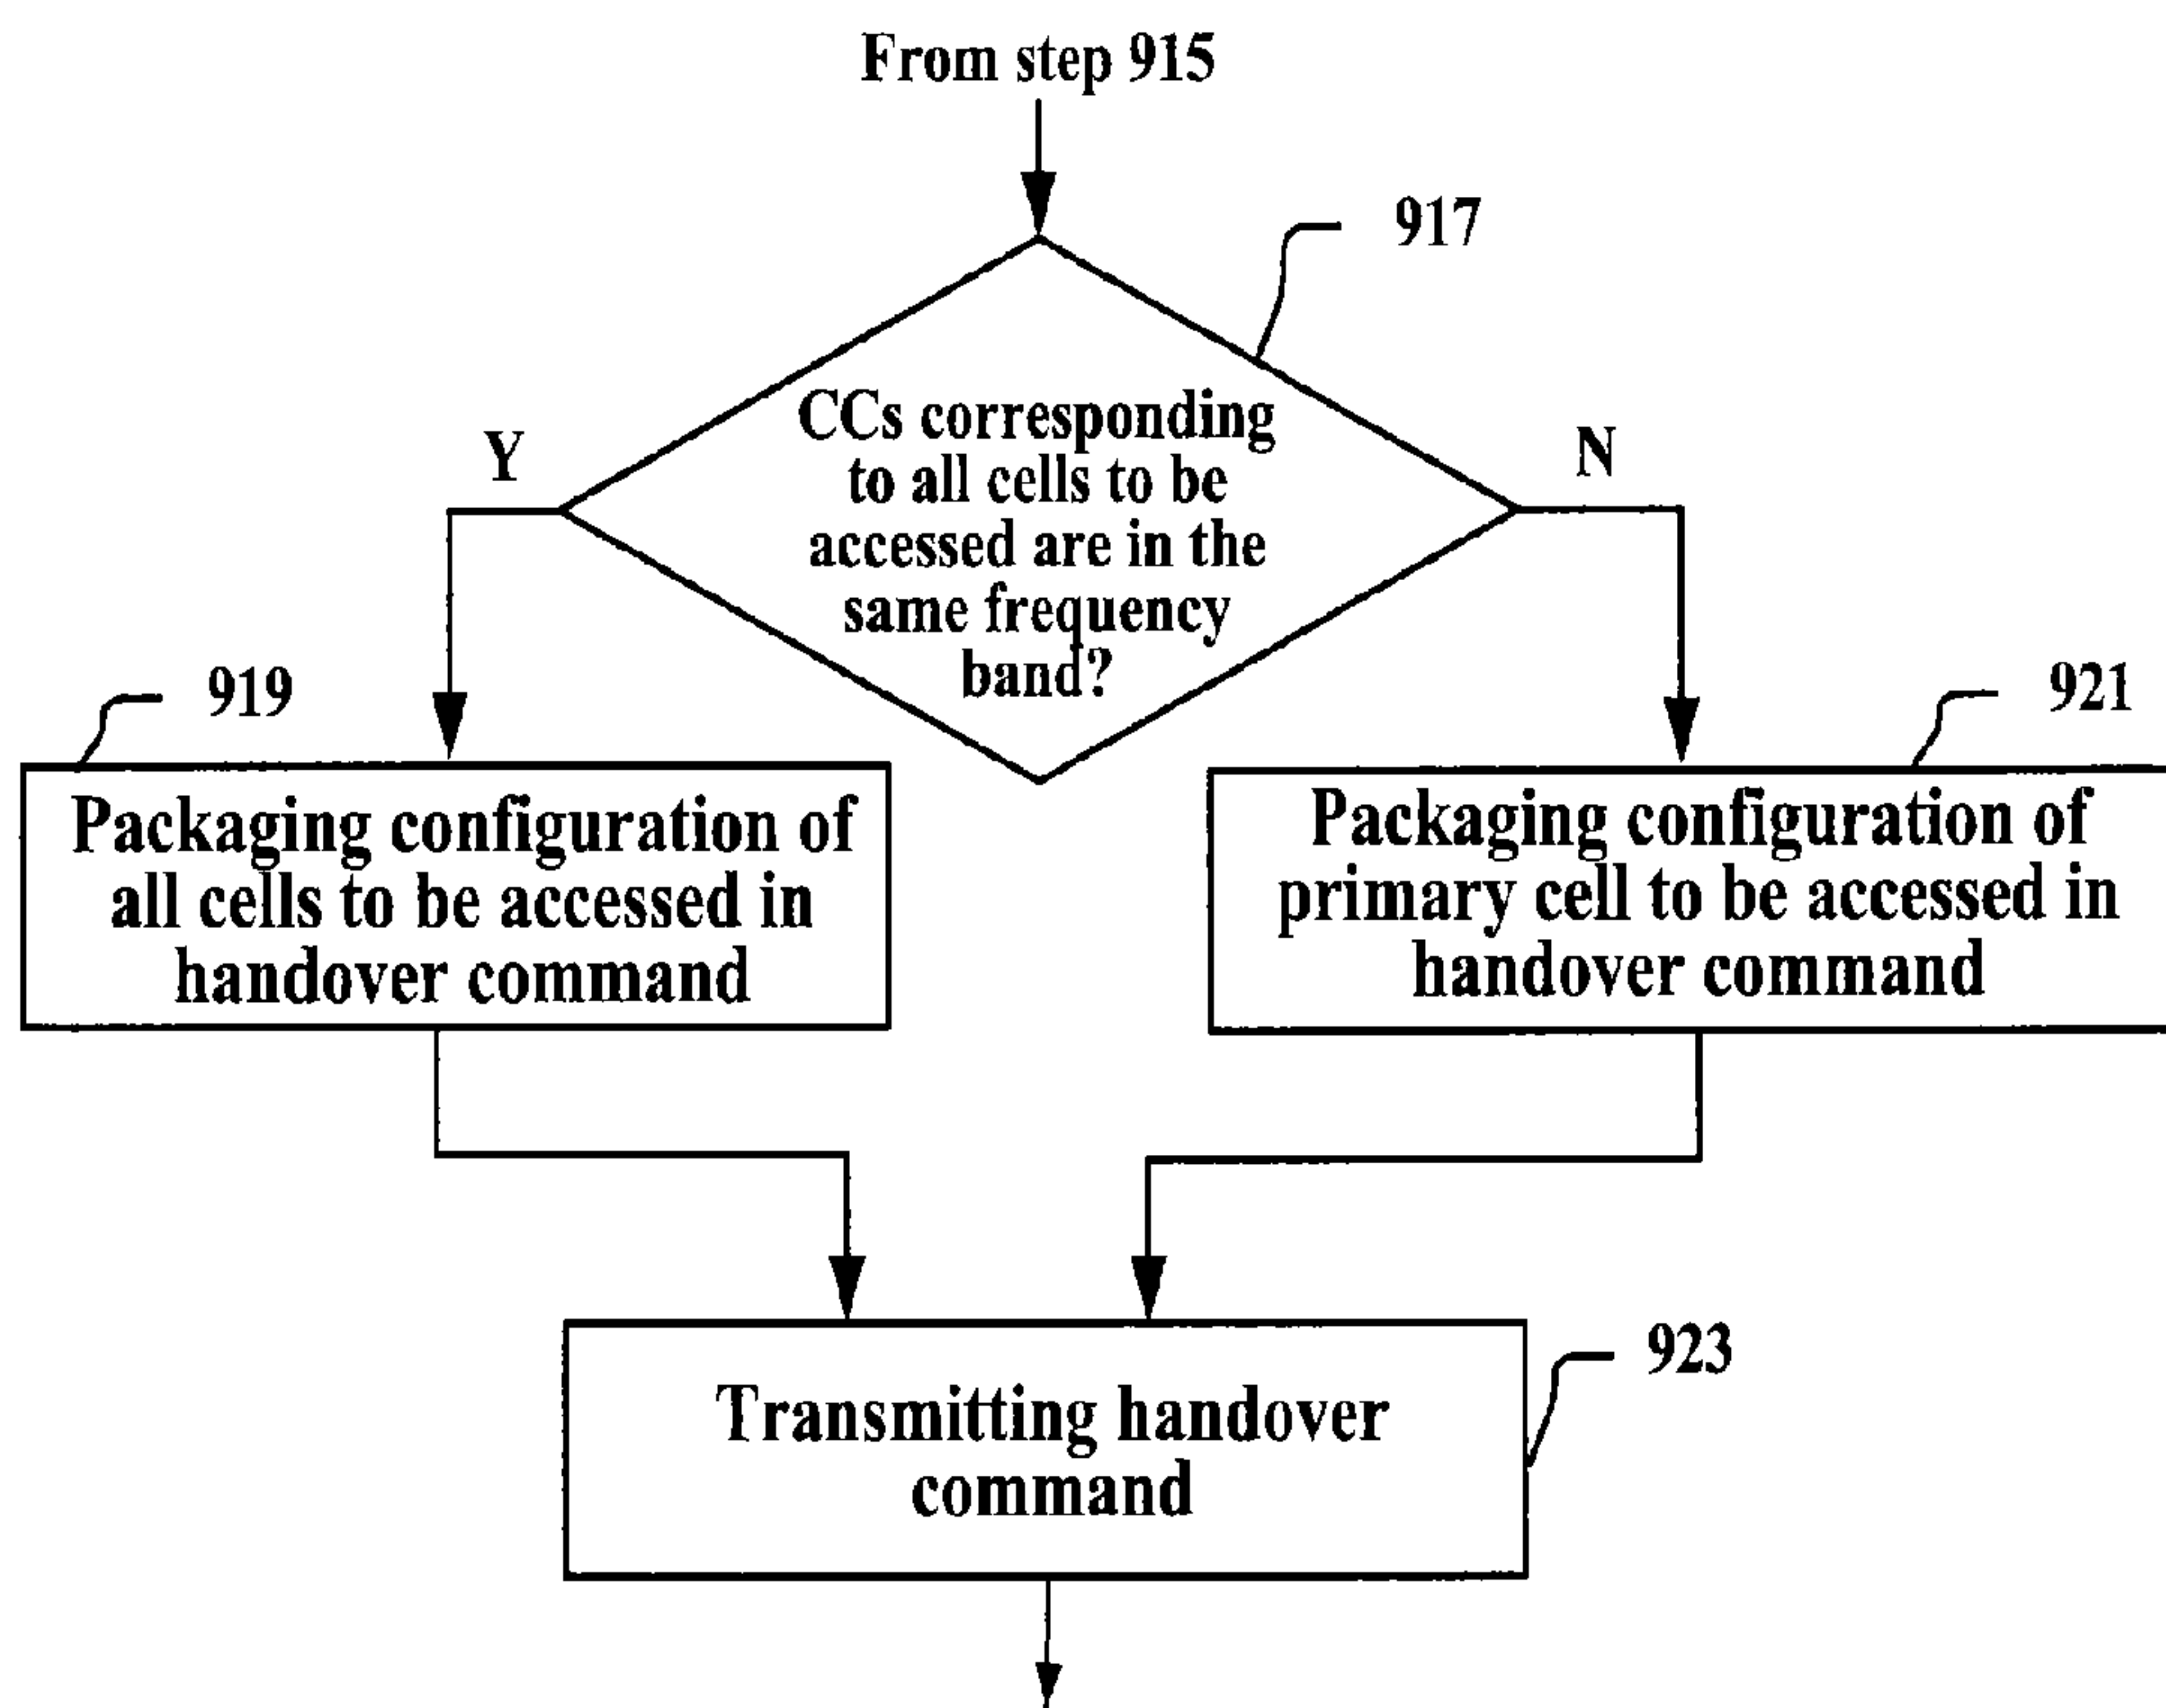 From step 915
917
CCs corresponding
to all cells to be
accessed are in the
same frequency
band?
Y
N
919
921
Packaging configuration of
all cells to be accessed in
handover command
Packaging configuration of
primary cell to be accessed in
handover command
923
Transmitting handover
command